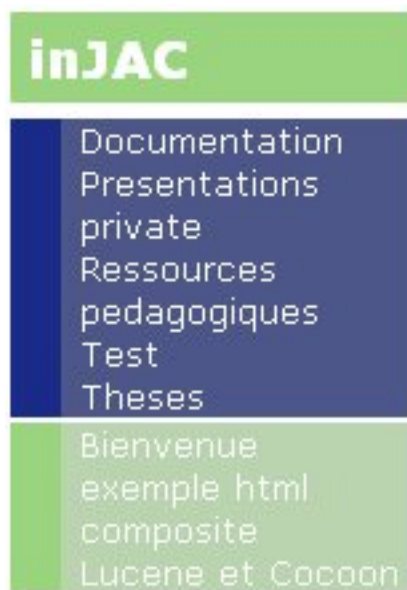 inJAC
Documentation
Presentations
private
Ressources
pedagogiques
Test
Theses
Bienvenue
exemple html
composite
Lucene et Cocoon